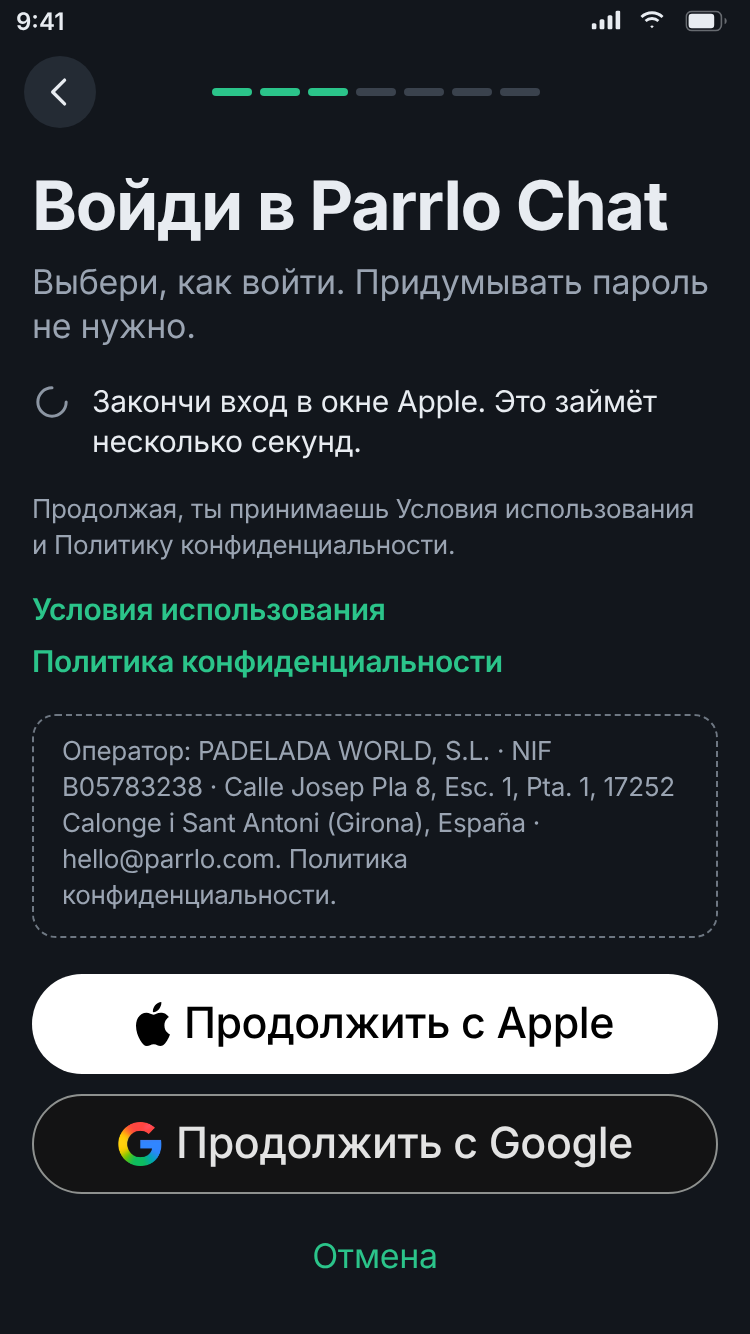 9:41
Войди в Parrlo Chat
Выбери, как войти. Придумывать пароль
не нужно.
Закончи вход в окне Apple. Это займёт
несколько секунд.
Продолжая, ты принимаешь Условия использования
и Политику конфиденциальности.
Условия использования
Политика конфиденциальности
Оператор: PADELADA WORLD, S.L. · NIF
B05783238 · Calle Josep Pla 8, Esc. 1, Pta. 1, 17252
Calonge i Sant Antoni (Girona), España ·
hello@parrlo.com. Политика
конфиденциальности.
Продолжить с Apple
Продолжить с Google
Отмена